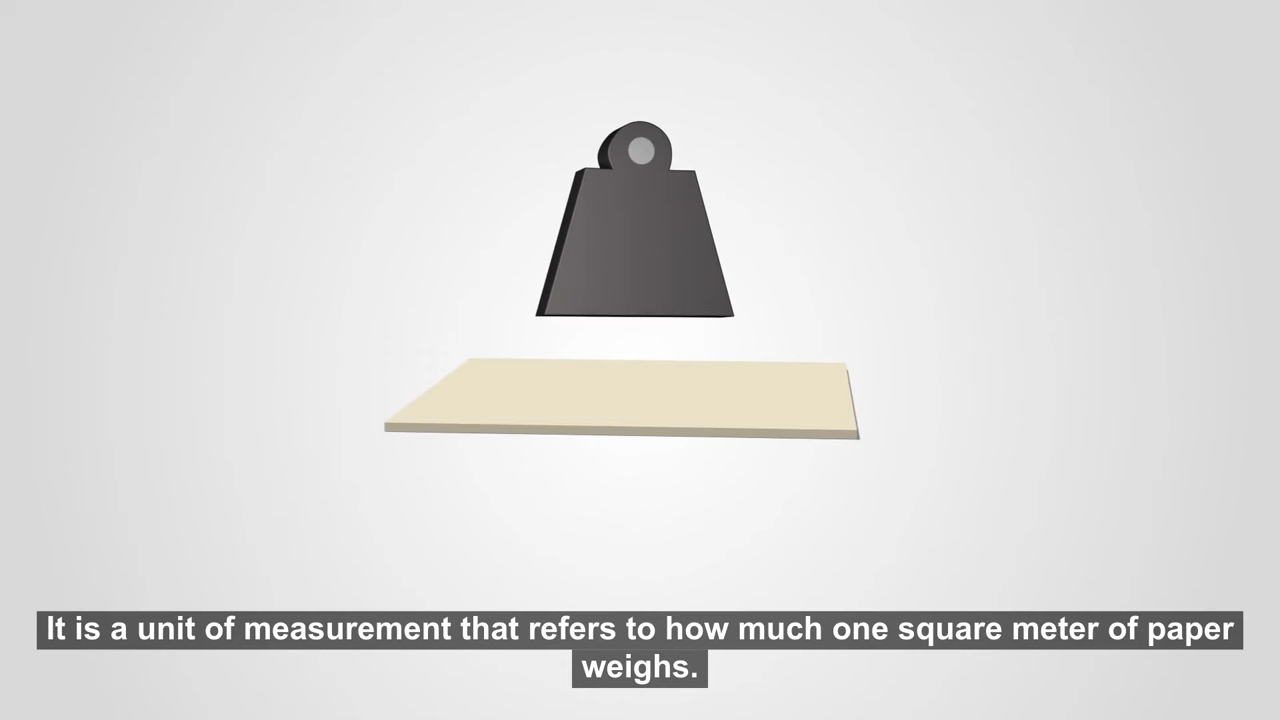 It is a unit of measurement that refers to how much one square meter of paper
weighs.